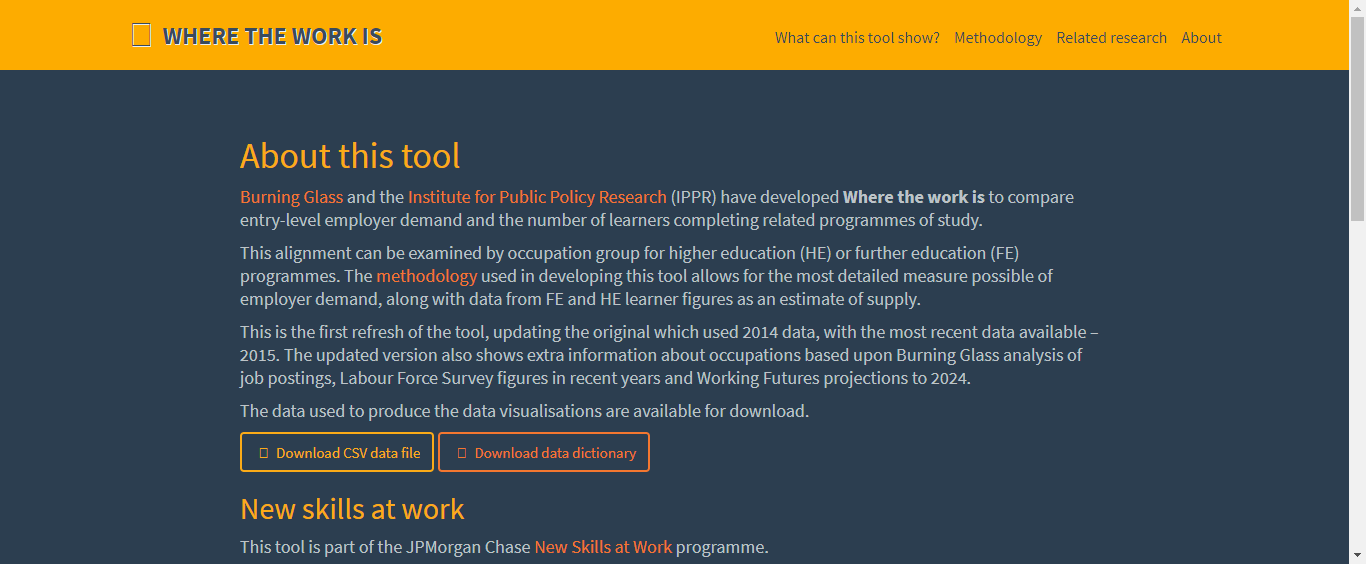 WHERE THE WORK IS
What can this tool show? Methodology Related research About
About this tool
Burning Glass and the Institute for Public Policy Research (IPPR) have developed Where the work is to compare
entry-level employer demand and the number of learners completing related programmes of study.
This alignment can be examined by occupation group for higher education (HE) or further education (FE)
programmes. The methodology used in developing this tool allows for the most detailed measure possible of
employer demand, along with data from FE and HE learner figures as an estimate of supply.
This is the first refresh of the tool, updating the original which used 2014 data, with the most recent data available –
2015. The updated version also shows extra information about occupations based upon Burning Glass analysis of
job postings, Labour Force Survey figures in recent years and Working Futures projections to 2024.
The data used to produce the data visualisations are available for download.
Download CSV data file
Download data dictionary
New skills at work
This tool is part of the JPMorgan Chase New Skills at Work programme.